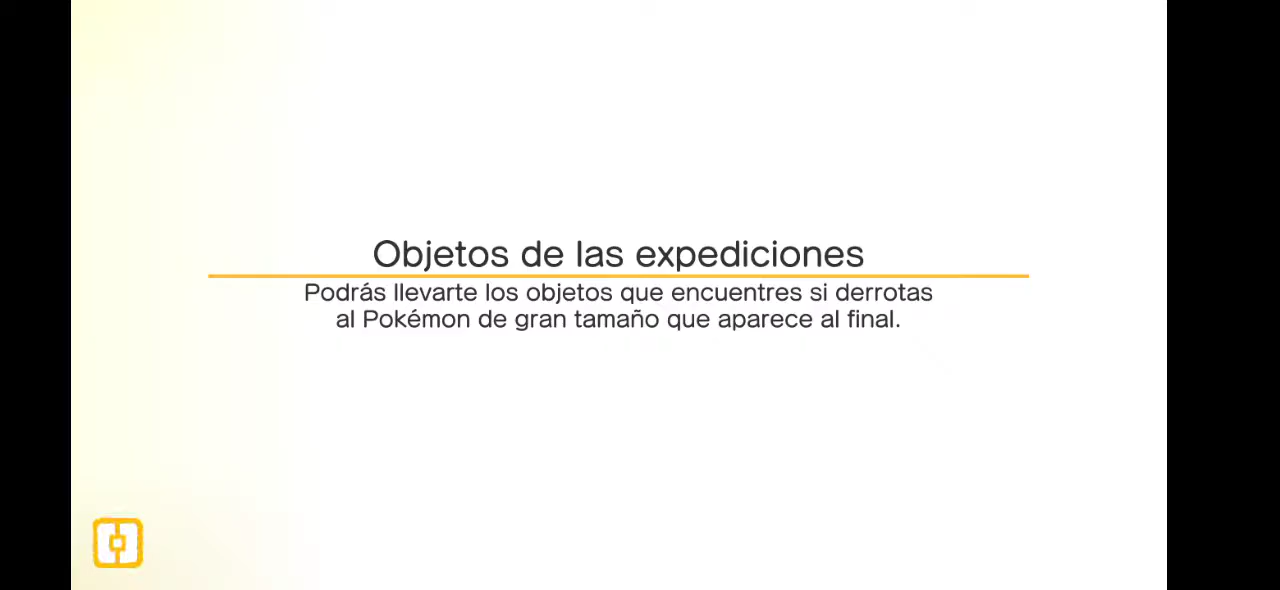 Objetos de las expediciones
Podrás llevarte los objetos que encuentres si derrotas
al Pokémon de gran tamaño que aparece al final.